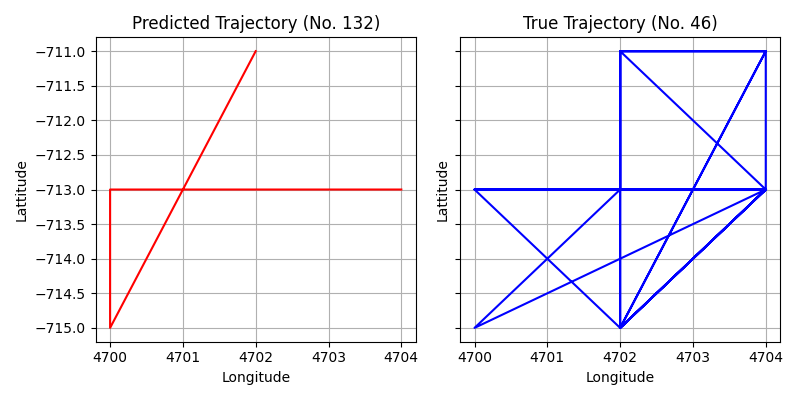 Predicted Trajectory (No. 132)
Lattitude
−711.0
−711.5
−712.0
−712.5
−713.0
−713.5
−714.0
−714.5
−715.0
4700 4701 4702 4703 4704
Longitude
True Trajectory (No. 46)
Lattitude
4700 4701 4702 4703 4704
Longitude